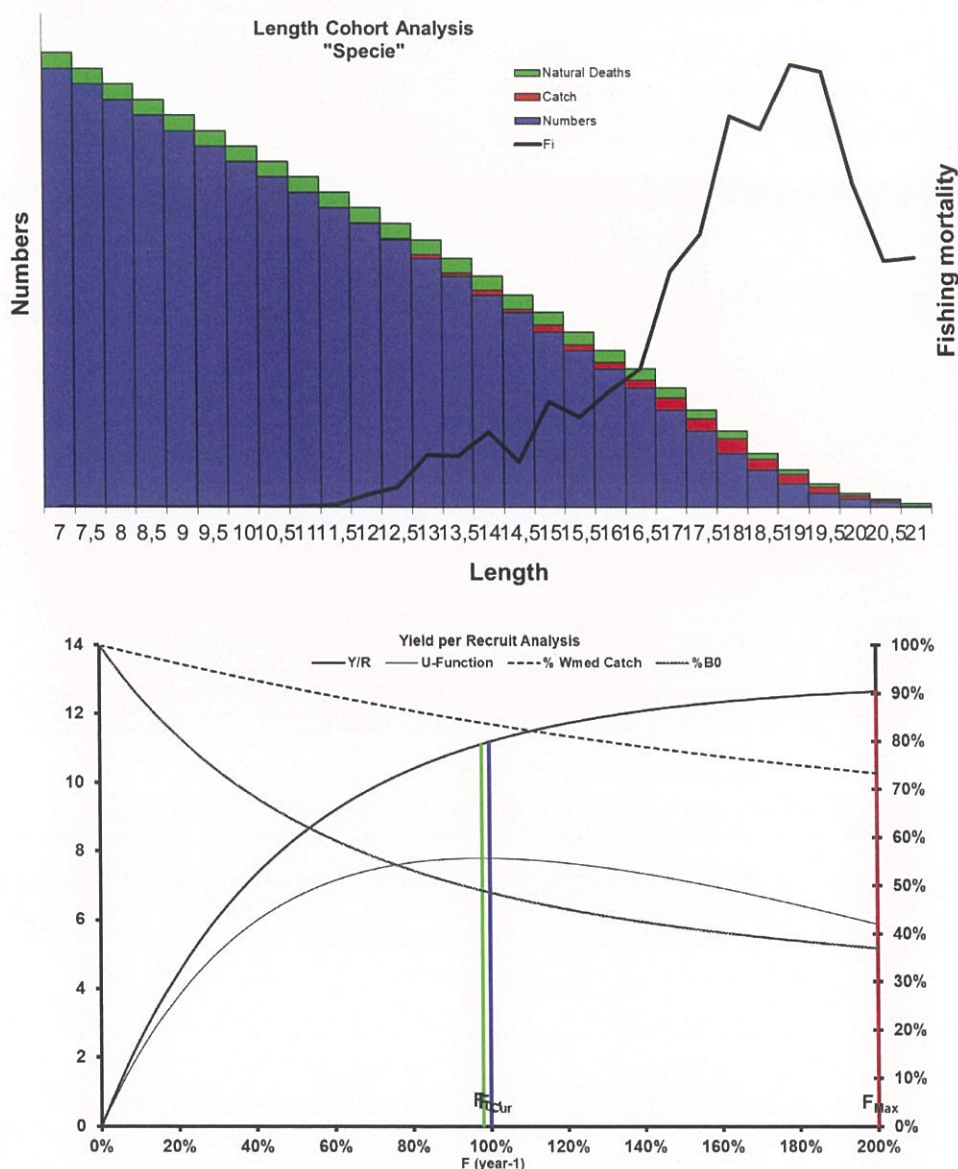 Length Cohort Analysis
"Specie"
Natural Deaths
Catch
Numbers
Fi
Numbers
Fishing mortality
7 7,5 8 8,5 9 9,5 10 10,5 11 11,5 12 12,5 13 13,5 14 14,5 15 15,5 16 16,5 17 17,5 18 18,5 19 19,5 20 20,5 21
Length
Yield per Recruit Analysis
Y/R U-Function % Wmed Catch %B0
14 100%
90%
12
80%
10
70%
60%
8
50%
6
40%
4
30%
20%
2
10%
F Cur FMax
0 0%
0% 20% 40% 60% 80% 100% 120% 140% 160% 180% 200%
F (year-1)